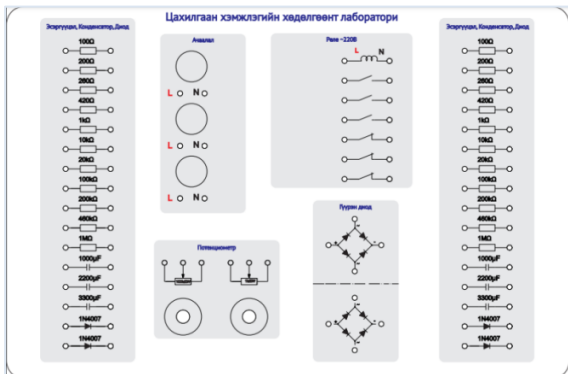 Цахилгаан хэмжлэгийн хөдөлгөөнт лаборатори
Эсэргүүцэл, Конденсатор, Диод
100Ω
200Ω
260Ω
420Ω
1kΩ
10kΩ
20kΩ
100kΩ
200kΩ
460kΩ
1MΩ
1000μF
2200μF
3300μF
1N4007
1N4007
Ачаалал
L N
L N
L N
Реле ~220В
L N
Потенциометр
Гүүрэн диод
Эсэргүүцэл, Конденсатор, Диод
100Ω
200Ω
260Ω
420Ω
1kΩ
10kΩ
20kΩ
100kΩ
200kΩ
460kΩ
1MΩ
1000μF
2200μF
3300μF
1N4007
1N4007